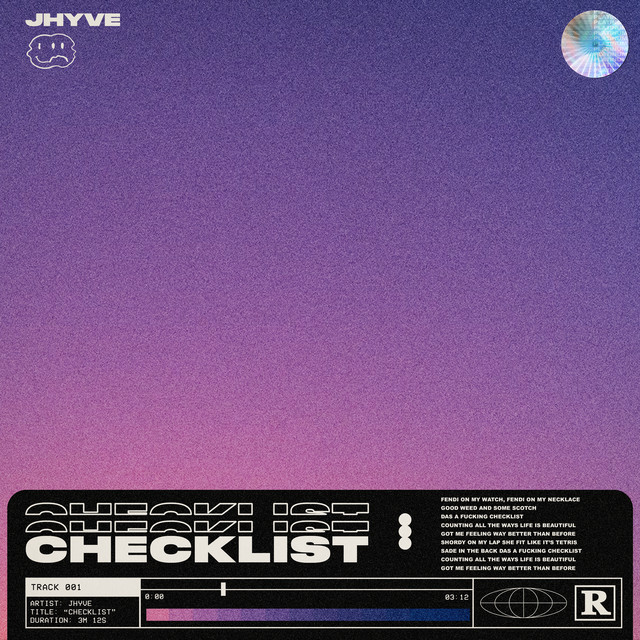 JHYVE
CHECKLIST
CHECKLIST
CHECKLIST
FENDI ON MY WATCH, FENDI ON MY NECKLACE
GOOD WEED AND SOME SCOTCH
DAS A FUCKING CHECKLIST
COUNTING ALL THE WAYS LIFE IS BEAUTIFUL
GOT ME FEELING WAY BETTER THAN BEFORE
SHORDY ON MY LAP SHE FIT LIKE IT'S TETRIS
SADE IN THE BACK DAS A FUCKING CHECKLIST
COUNTING ALL THE WAYS LIFE IS BEAUTIFUL.
GOT ME FEELING WAY BETTER THAN BEFORE
TRACK 001
ARTIST: JHYVE
TITLE: "CHECKLIST"
DURATION: 3M 12S
0:00
03:12
R